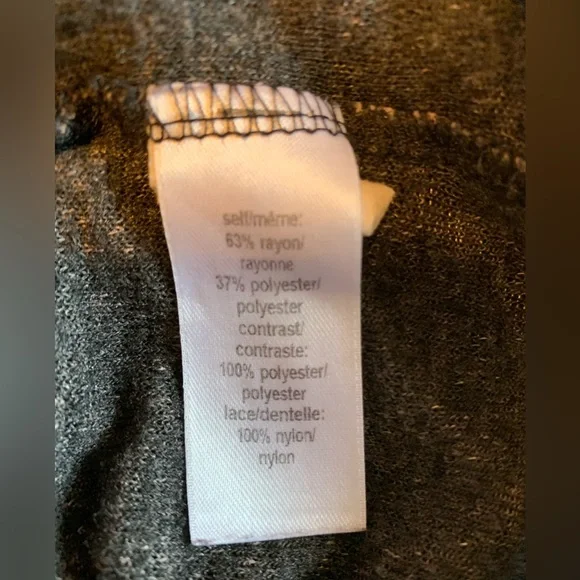 self/même:
63% rayon/
rayonne
37% polyester/
polyester
contrast/
contraste:
100% polyester/
polyester
lace/dentelle:
100% nylon/
nylon